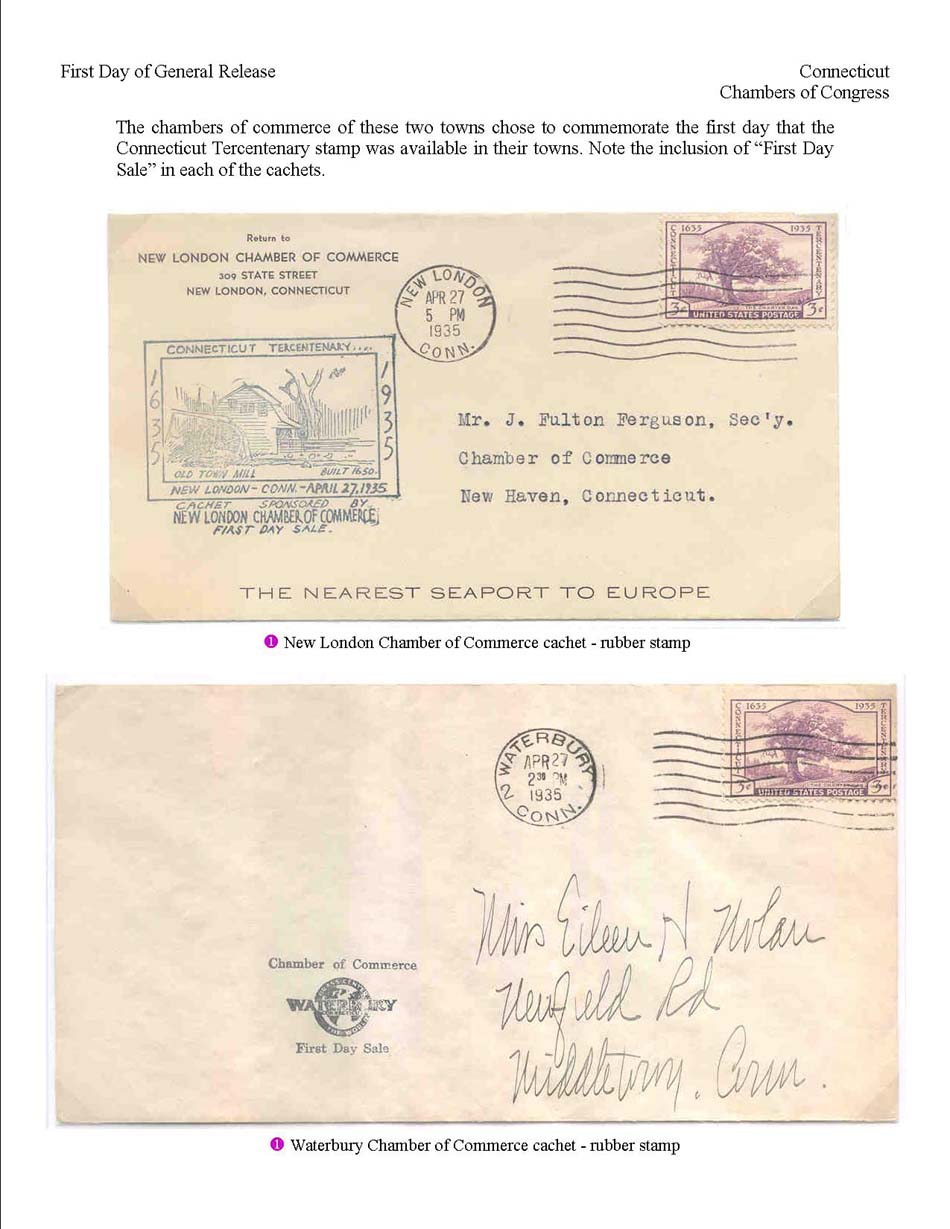 First Day of General Release
Connecticut
Chambers of Congress
The chambers of commerce of these two towns chose to commemorate the first day that the
Connecticut Tercentenary stamp was available in their towns. Note the inclusion of “First Day
Sale” in each of the cachets.
Return to
NEW LONDON CHAMBER OF COMMERCE
309 STATE STREET
NEW LONDON, CONNECTICUT
NEW LONDON
APR 27
5 PM
1935
CONN.
1635 1935
CONNECTICUT
TERCENTENARY
THE CHARTER OAK
3¢ 3¢
UNITED STATES POSTAGE
CONNECTICUT TERCENTENARY....
1635
1935
OLD TOWN MILL BUILT 1650.
NEW LONDON - CONN. - APRIL 27, 1935
CACHET SPONSORED BY
NEW LONDON CHAMBER OF COMMERCE
FIRST DAY SALE.
Mr. J. Fulton Ferguson, Sec'y.
Chamber of Commerce
New Haven, Connecticut.
THE NEAREST SEAPORT TO EUROPE
❶ New London Chamber of Commerce cachet - rubber stamp
WATERBURY 2
APR 27
2 30 PM
1935
CONN.
1635 1935
CONNECTICUT
TERCENTENARY
3¢ 3¢
UNITED STATES POSTAGE
Miss Eileen H Nolan
Newfield Rd
Middletown, Conn.
Chamber of Commerce
WATERBURY
THE WORLD
First Day Sale
❶ Waterbury Chamber of Commerce cachet - rubber stamp